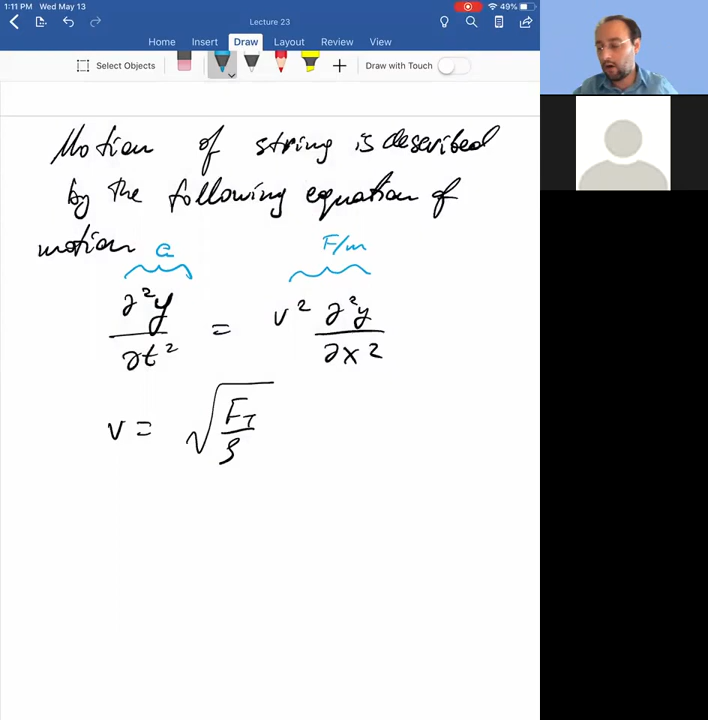 1:11 PM Wed May 13
49%
Lecture 23
Home Insert Draw Layout Review View
Select Objects
Draw with Touch
Motion of string is described
by the following equation of
motion
a F/m
∂²y/∂t² = v² ∂²y/∂x²
v = √(F_T/ρ)